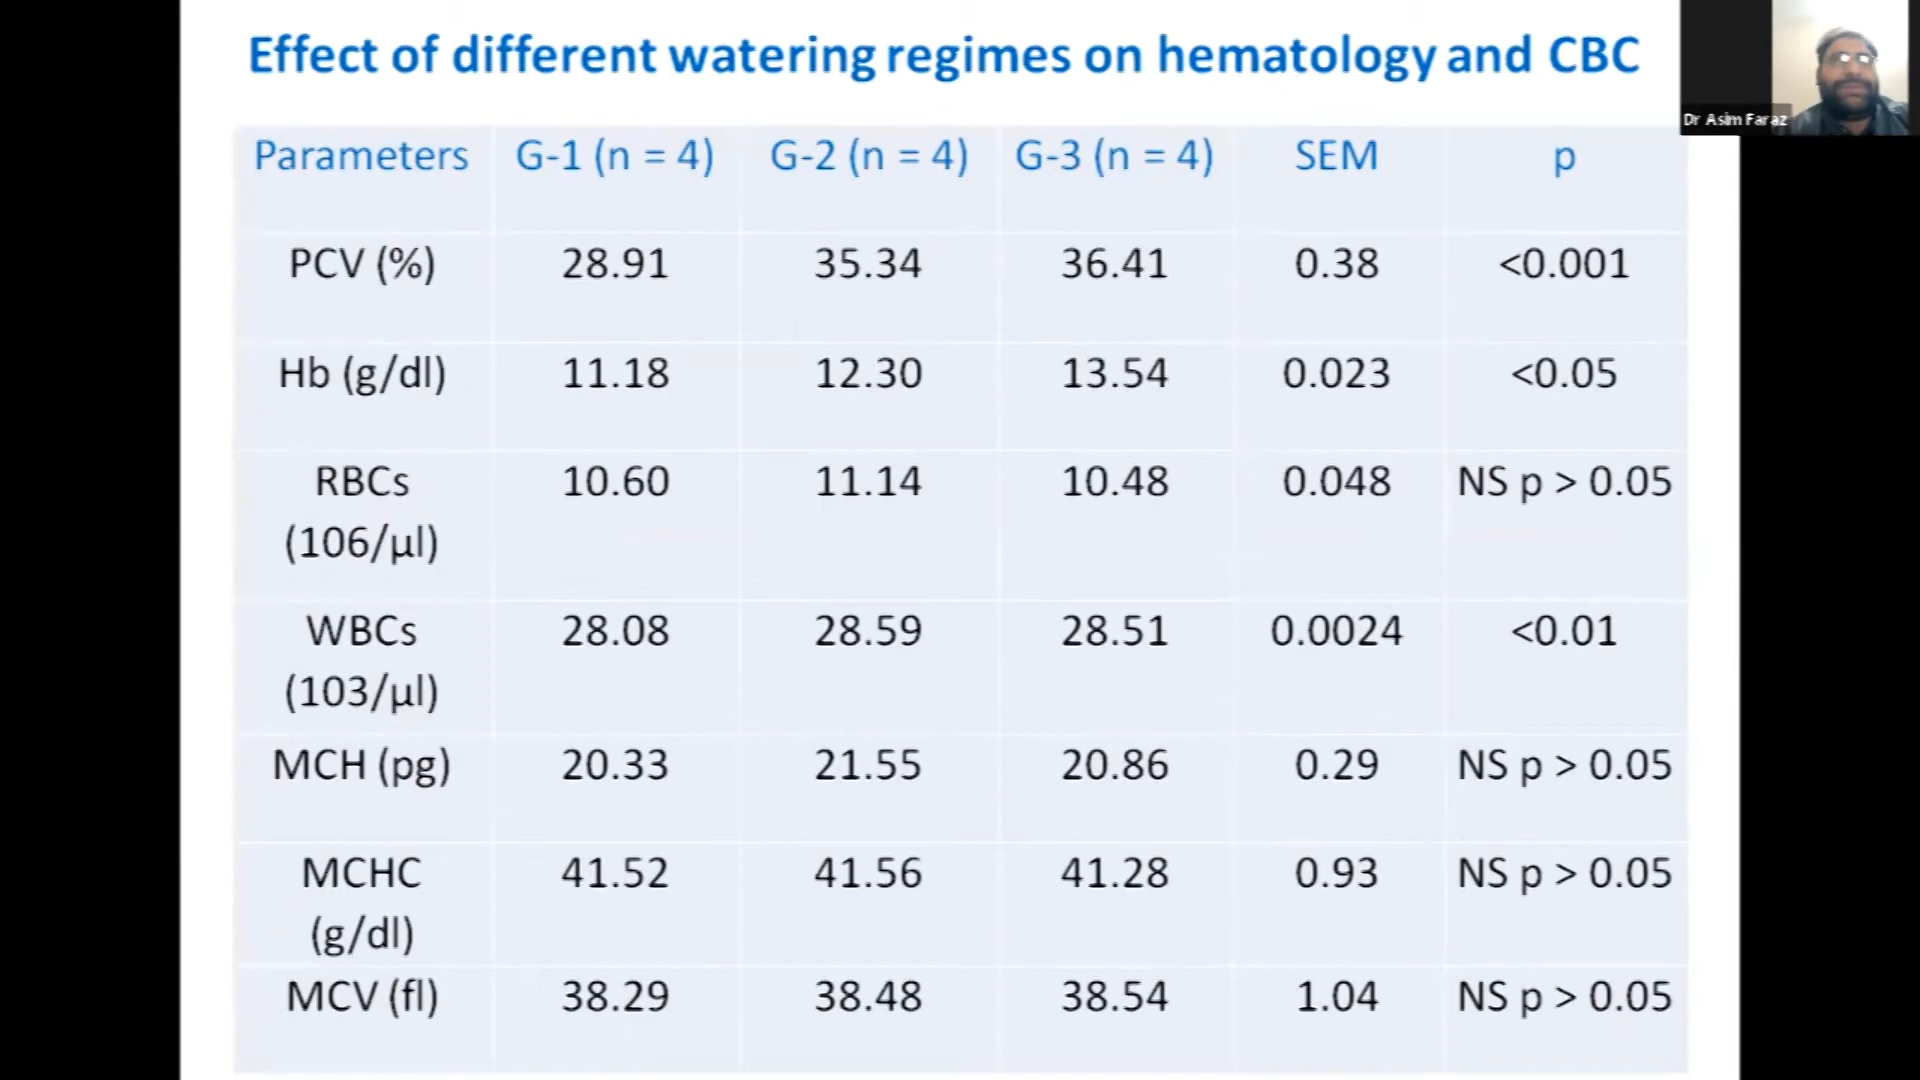 Effect of different watering regimes on hematology and CBC
Dr Asim Faraz
Parameters G-1 (n = 4) G-2 (n = 4) G-3 (n = 4) SEM p
PCV (%) 28.91 35.34 36.41 0.38 <0.001
Hb (g/dl) 11.18 12.30 13.54 0.023 <0.05
RBCs 10.60 11.14 10.48 0.048 NS p > 0.05
(106/µl)
WBCs 28.08 28.59 28.51 0.0024 <0.01
(103/µl)
MCH (pg) 20.33 21.55 20.86 0.29 NS p > 0.05
MCHC 41.52 41.56 41.28 0.93 NS p > 0.05
(g/dl)
MCV (fl) 38.29 38.48 38.54 1.04 NS p > 0.05